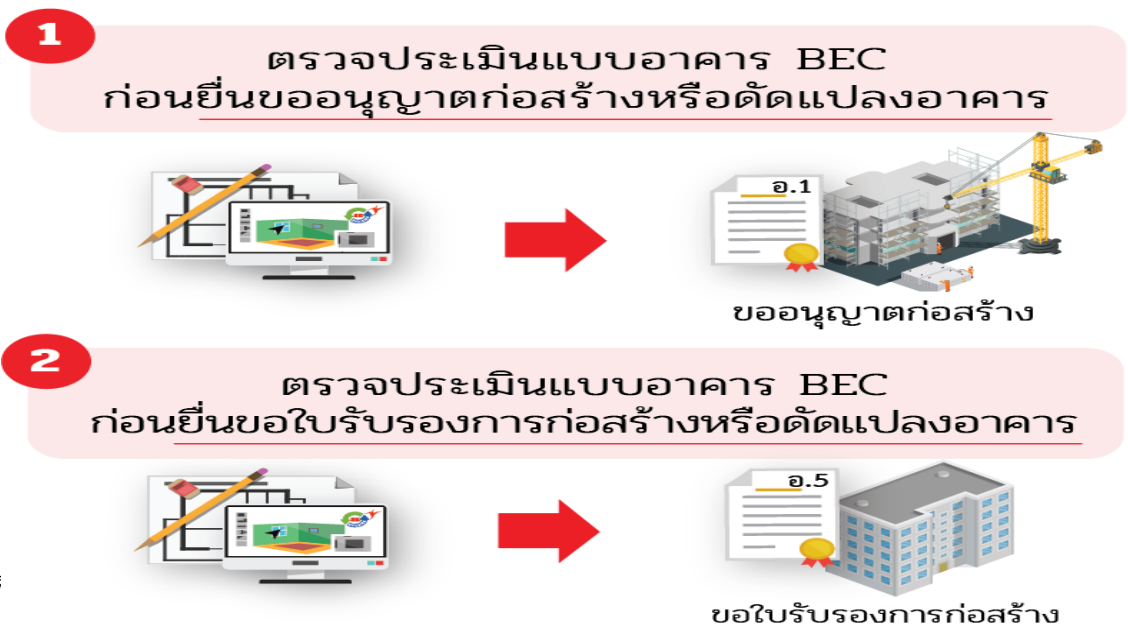 1
ตรวจประเมินแบบอาคาร BEC
ก่อนยื่นขออนุญาตก่อสร้างหรือดัดแปลงอาคาร
อ.1
ขออนุญาตก่อสร้าง
2
ตรวจประเมินแบบอาคาร BEC
ก่อนยื่นขอใบรับรองการก่อสร้างหรือดัดแปลงอาคาร
อ.5
ขอใบรับรองการก่อสร้าง